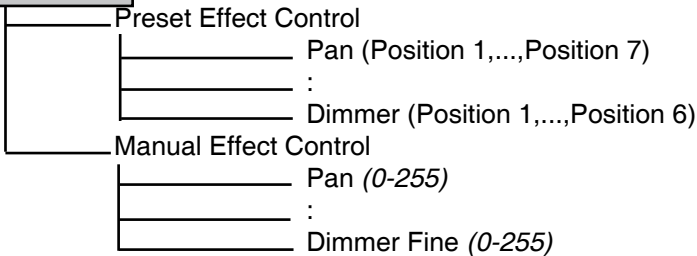 Preset Effect Control
Pan (Position 1,...,Position 7)
:
Dimmer (Position 1,...,Position 6)
Manual Effect Control
Pan (0-255)
:
Dimmer Fine (0-255)